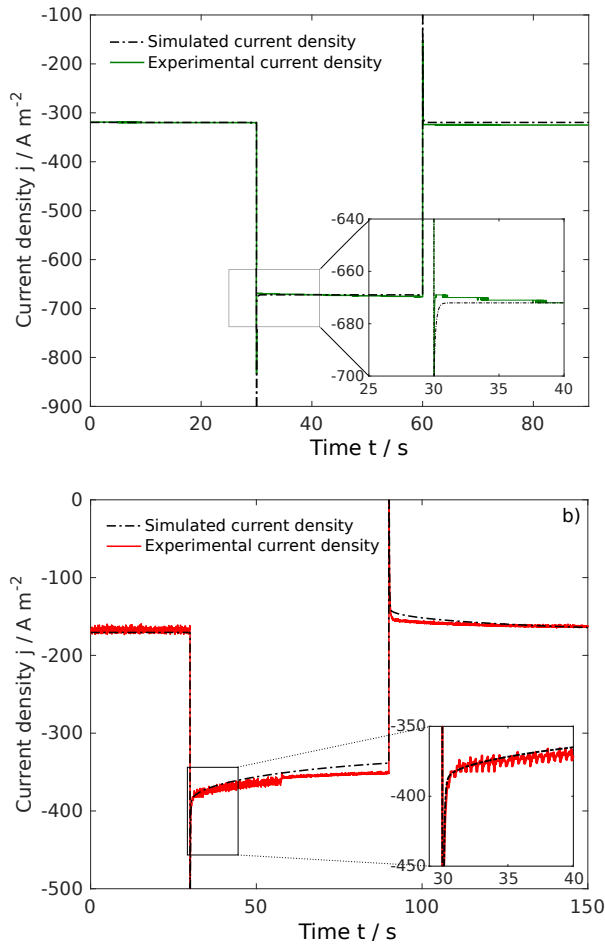 -100
-200
-300
-400
-500
-600
-700
-800
-900
Current density j / A m-2
Simulated current density
Experimental current density
-640
-660
-680
-700
25 30 35 40
0 20 40 60 80
Time t / s
b)
0
-100
-200
-300
-400
-500
Current density j / A m-2
Simulated current density
Experimental current density
-350
-400
-450
30 35 40
0 50 100 150
Time t / s